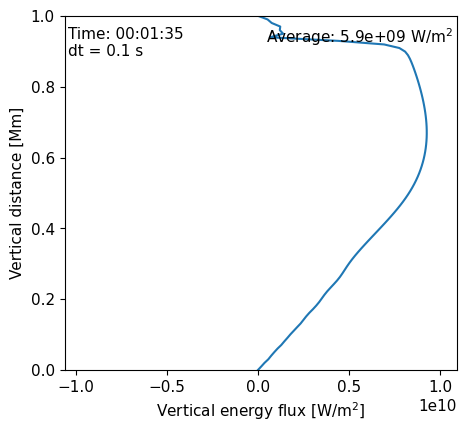 1.0
0.8
0.6
0.4
0.2
0.0
Vertical distance [Mm]
Time: 00:01:35
dt = 0.1 s
Average: 5.9e+09 W/m²
−1.0 −0.5 0.0 0.5 1.0
1e10
Vertical energy flux [W/m²]